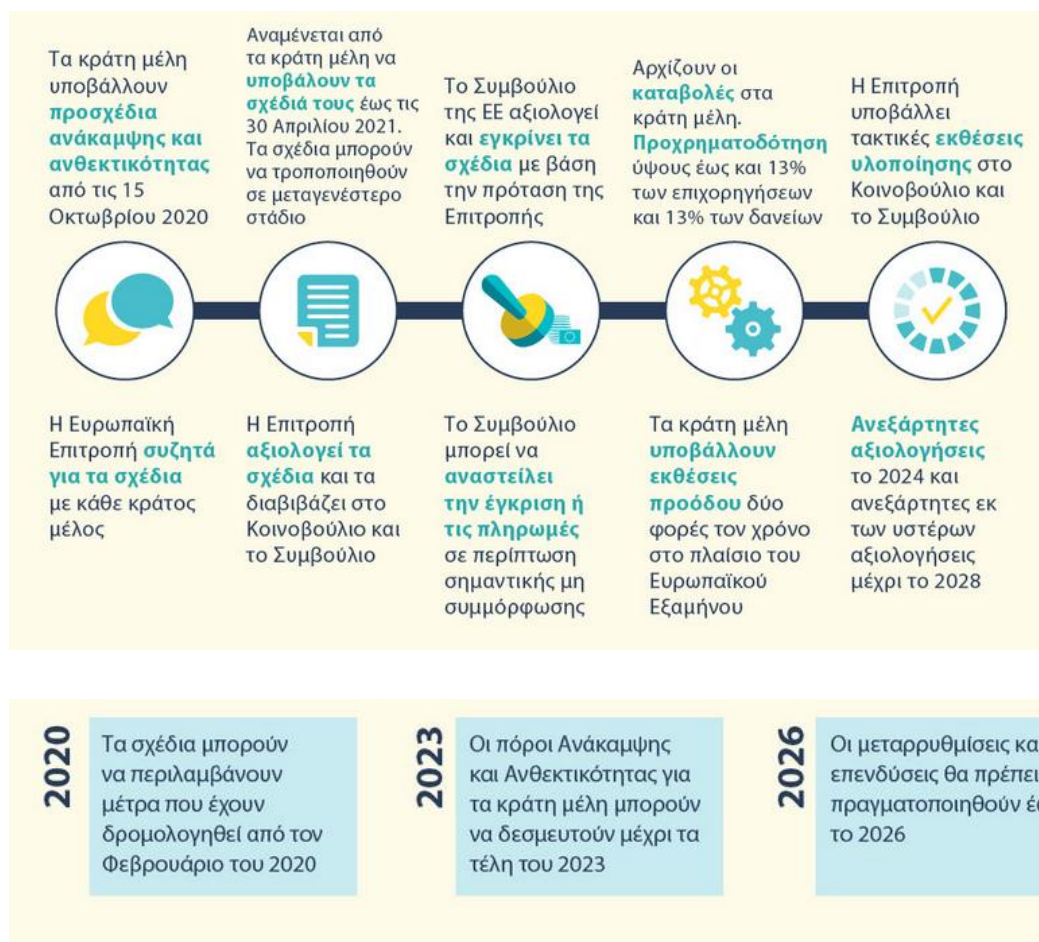 Τα κράτη μέλη
υποβάλλουν
προσχέδια
ανάκαμψης και
ανθεκτικότητας
από τις 15
Οκτωβρίου 2020
Αναμένεται από
τα κράτη μέλη να
υποβάλουν τα
σχέδιά τους έως τις
30 Απριλίου 2021.
Τα σχέδια μπορούν
να τροποποιηθούν
σε μεταγενέστερο
στάδιο
Το Συμβούλιο
της ΕΕ αξιολογεί
και εγκρίνει τα
σχέδια με βάση
την πρόταση της
Επιτροπής
Αρχίζουν οι
καταβολές στα
κράτη μέλη.
Προχρηματοδότηση
ύψους έως και 13%
των επιχορηγήσεων
και 13% των δανείων
Η Επιτροπή
υποβάλλει
τακτικές εκθέσεις
υλοποίησης στο
Κοινοβούλιο και
το Συμβούλιο
Η Ευρωπαϊκή
Επιτροπή συζητά
για τα σχέδια
με κάθε κράτος
μέλος
Η Επιτροπή
αξιολογεί τα
σχέδια και τα
διαβιβάζει στο
Κοινοβούλιο και
το Συμβούλιο
Το Συμβούλιο
μπορεί να
αναστείλει
την έγκριση ή
τις πληρωμές
σε περίπτωση
σημαντικής μη
συμμόρφωσης
Τα κράτη μέλη
υποβάλλουν
εκθέσεις
προόδου δύο
φορές τον χρόνο
στο πλαίσιο του
Ευρωπαϊκού
Εξαμήνου
Ανεξάρτητες
αξιολογήσεις
το 2024 και
ανεξάρτητες εκ
των υστέρων
αξιολογήσεις
μέχρι το 2028
2020
Τα σχέδια μπορούν
να περιλαμβάνουν
μέτρα που έχουν
δρομολογηθεί από τον
Φεβρουάριο του 2020
2023
Οι πόροι Ανάκαμψης
και Ανθεκτικότητας για
τα κράτη μέλη μπορούν
να δεσμευτούν μέχρι τα
τέλη του 2023
2026
Οι μεταρρυθμίσεις
επενδύσεις θα πρέπει
πραγματοποιηθούν
το 2026